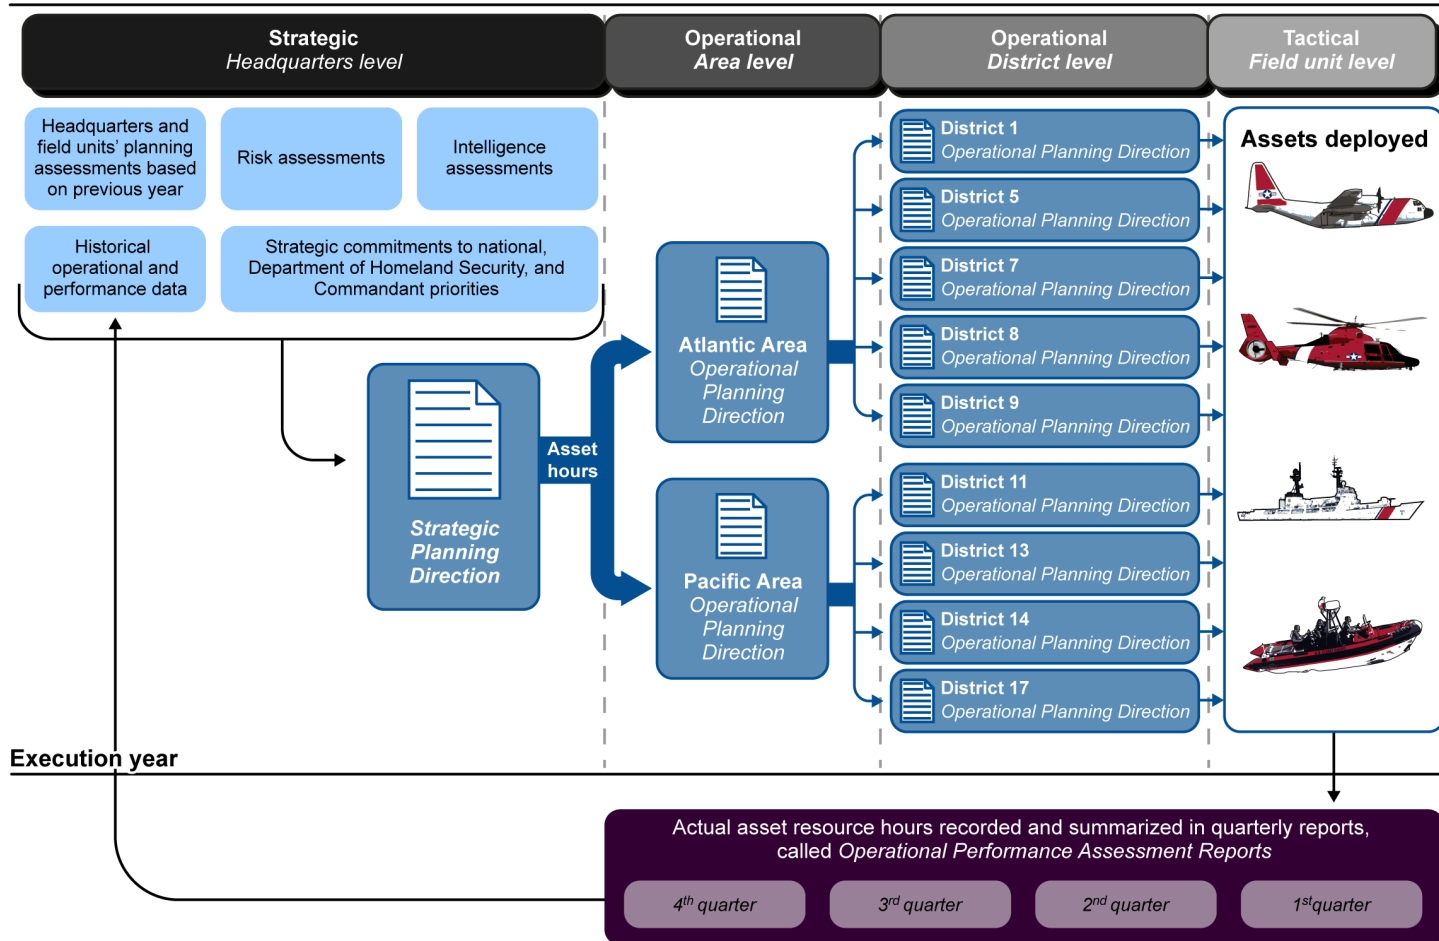 Strategic
Headquarters level
Operational
Area level
Operational
District level
Tactical
Field unit level
Headquarters and
field units' planning
assessments based
on previous year
Risk assessments
Intelligence
assessments
Historical
operational and
performance data
Strategic commitments to national,
Department of Homeland Security, and
Commandant priorities
Strategic
Planning
Direction
Asset
hours
Atlantic Area
Operational
Planning
Direction
Pacific Area
Operational
Planning
Direction
District 1
Operational Planning Direction
District 5
Operational Planning Direction
District 7
Operational Planning Direction
District 8
Operational Planning Direction
District 9
Operational Planning Direction
District 11
Operational Planning Direction
District 13
Operational Planning Direction
District 14
Operational Planning Direction
District 17
Operational Planning Direction
Assets deployed
Execution year
Actual asset resource hours recorded and summarized in quarterly reports,
called Operational Performance Assessment Reports
4th quarter
3rd quarter
2nd quarter
1st quarter